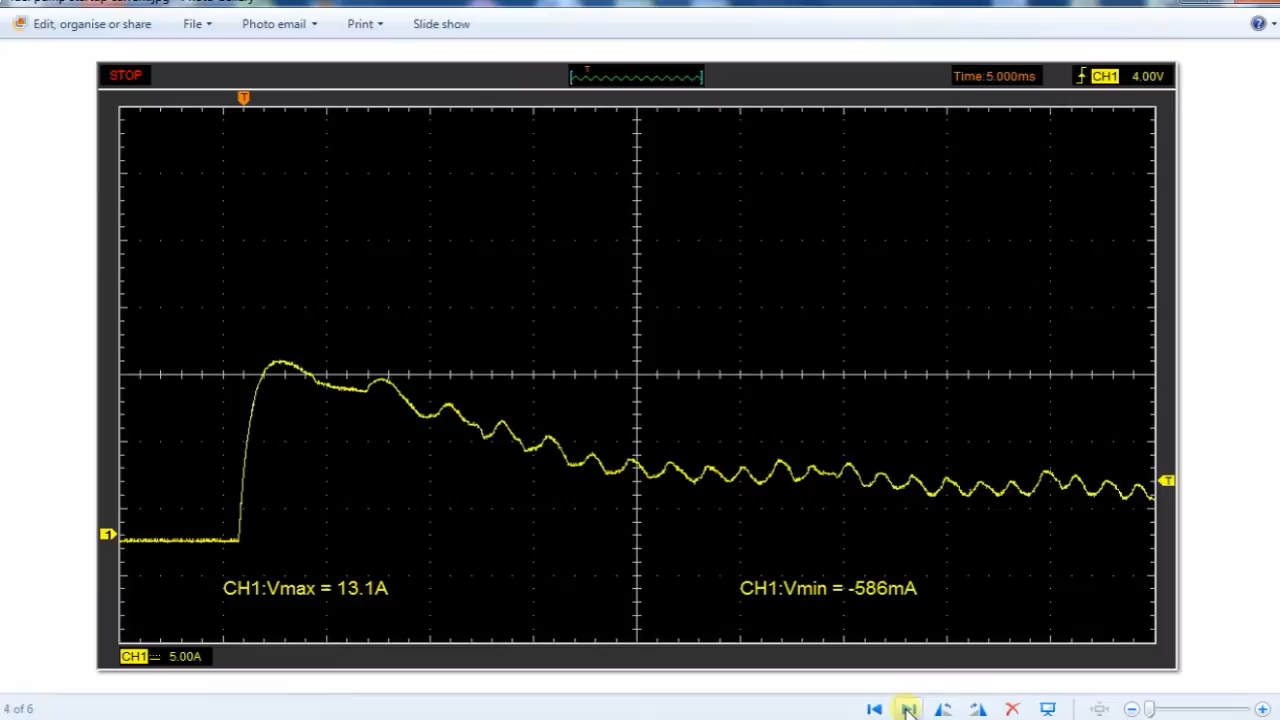 Edit, organise or share File Photo email Print Slide show
STOP T Time:5.000ms CH1 4.00V
T
T
1
CH1:Vmax = 13.1A CH1:Vmin = -586mA
CH1 5.00A
4 of 6